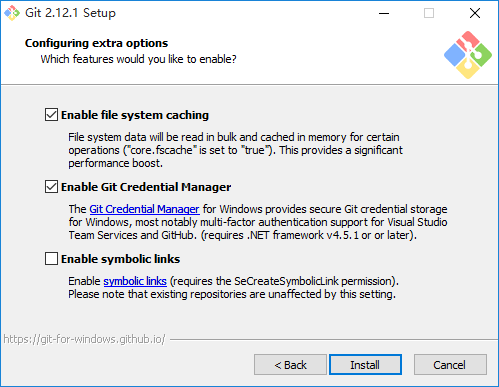 Git 2.12.1 Setup
Configuring extra options
Which features would you like to enable?
Enable file system caching
File system data will be read in bulk and cached in memory for certain
operations ("core.fscache" is set to "true"). This provides a significant
performance boost.
Enable Git Credential Manager
The Git Credential Manager for Windows provides secure Git credential storage
for Windows, most notably multi-factor authentication support for Visual Studio
Team Services and GitHub. (requires .NET framework v4.5.1 or or later).
Enable symbolic links
Enable symbolic links (requires the SeCreateSymbolicLink permission).
Please note that existing repositories are unaffected by this setting.
https://git-for-windows.github.io/
< Back
Install
Cancel